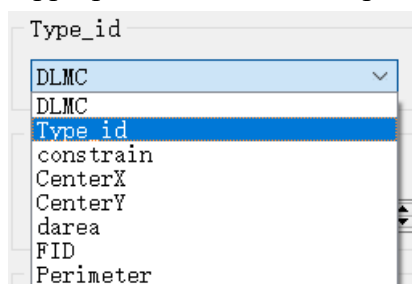 Type_id
DLMC
DLMC
Type_id
constrain
CenterX
CenterY
darea
FID
Perimeter